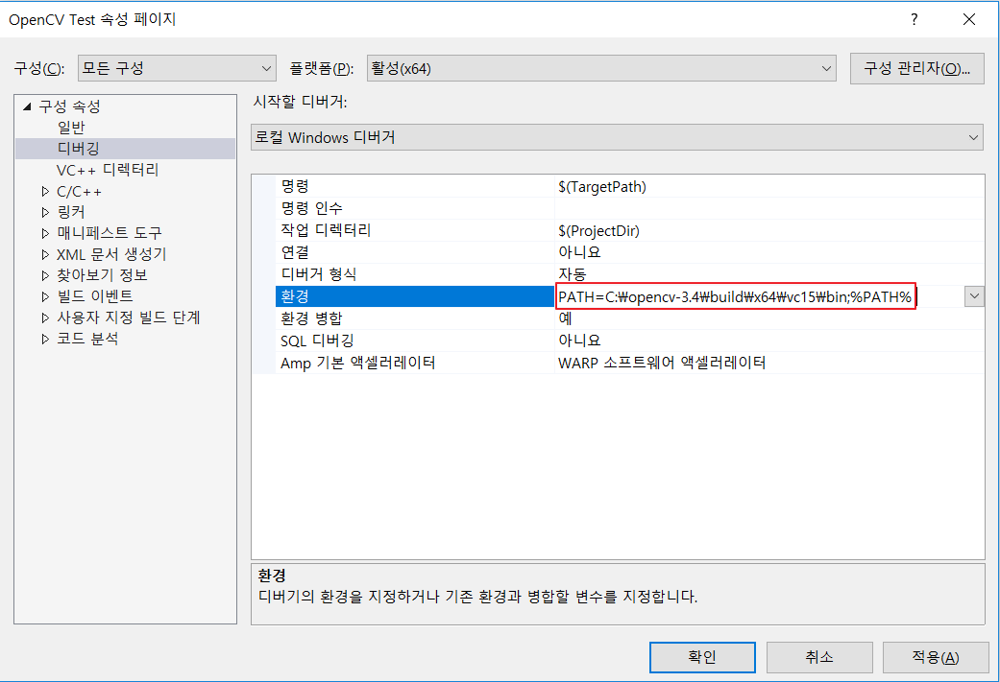 OpenCV Test 속성 페이지
구성(C): 모든 구성 플랫폼(P): 활성(x64) 구성 관리자(O)...
구성 속성
일반
디버깅
VC++ 디렉터리
C/C++
링커
매니페스트 도구
XML 문서 생성기
찾아보기 정보
빌드 이벤트
사용자 지정 빌드 단계
코드 분석
시작할 디버거:
로컬 Windows 디버거
명령 $(TargetPath)
명령 인수
작업 디렉터리 $(ProjectDir)
연결 아니요
디버거 형식 자동
환경 PATH=C:₩opencv-3.4₩build₩x64₩vc15₩bin;%PATH%
환경 병합 예
SQL 디버깅 아니요
Amp 기본 액셀러레이터 WARP 소프트웨어 액셀러레이터
환경
디버기의 환경을 지정하거나 기존 환경과 병합할 변수를 지정합니다.
확인 취소 적용(A)